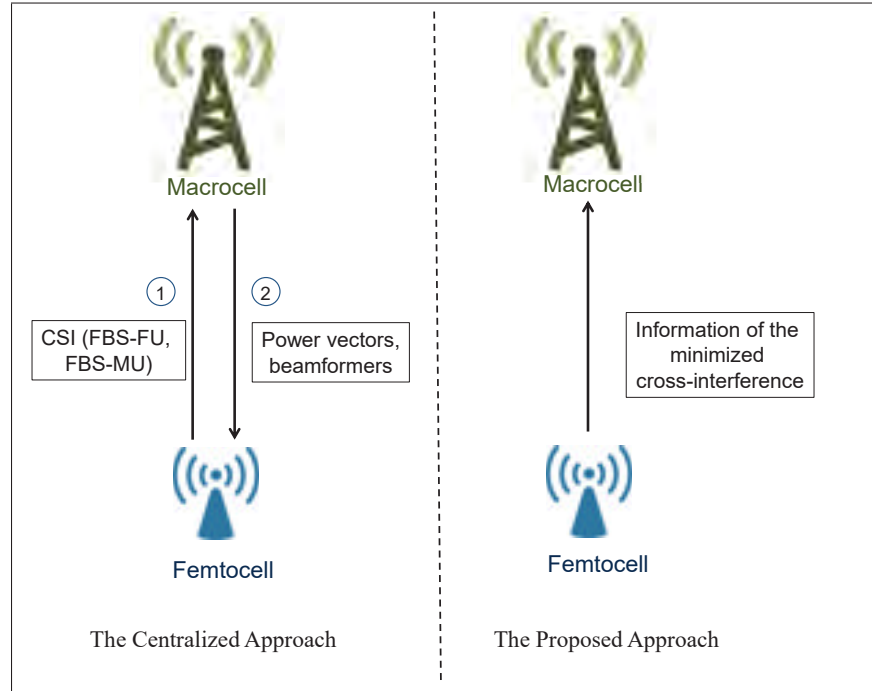 Macrocell
1
2
CSI (FBS-FU,
FBS-MU)
Power vectors,
beamformers
Femtocell
The Centralized Approach
Macrocell
Information of the
minimized
cross-interference
Femtocell
The Proposed Approach